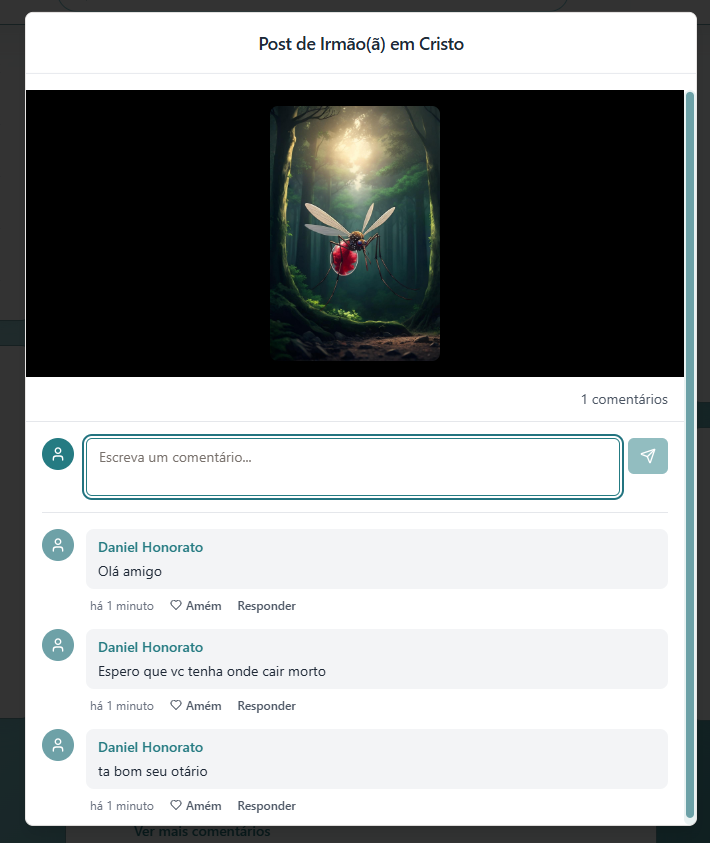 Post de Irmão(ã) em Cristo
1 comentários
Escreva um comentário...
Daniel Honorato
Olá amigo
há 1 minuto Amém Responder
Daniel Honorato
Espero que vc tenha onde cair morto
há 1 minuto Amém Responder
Daniel Honorato
ta bom seu otário
há 1 minuto Amém Responder
Ver mais comentários